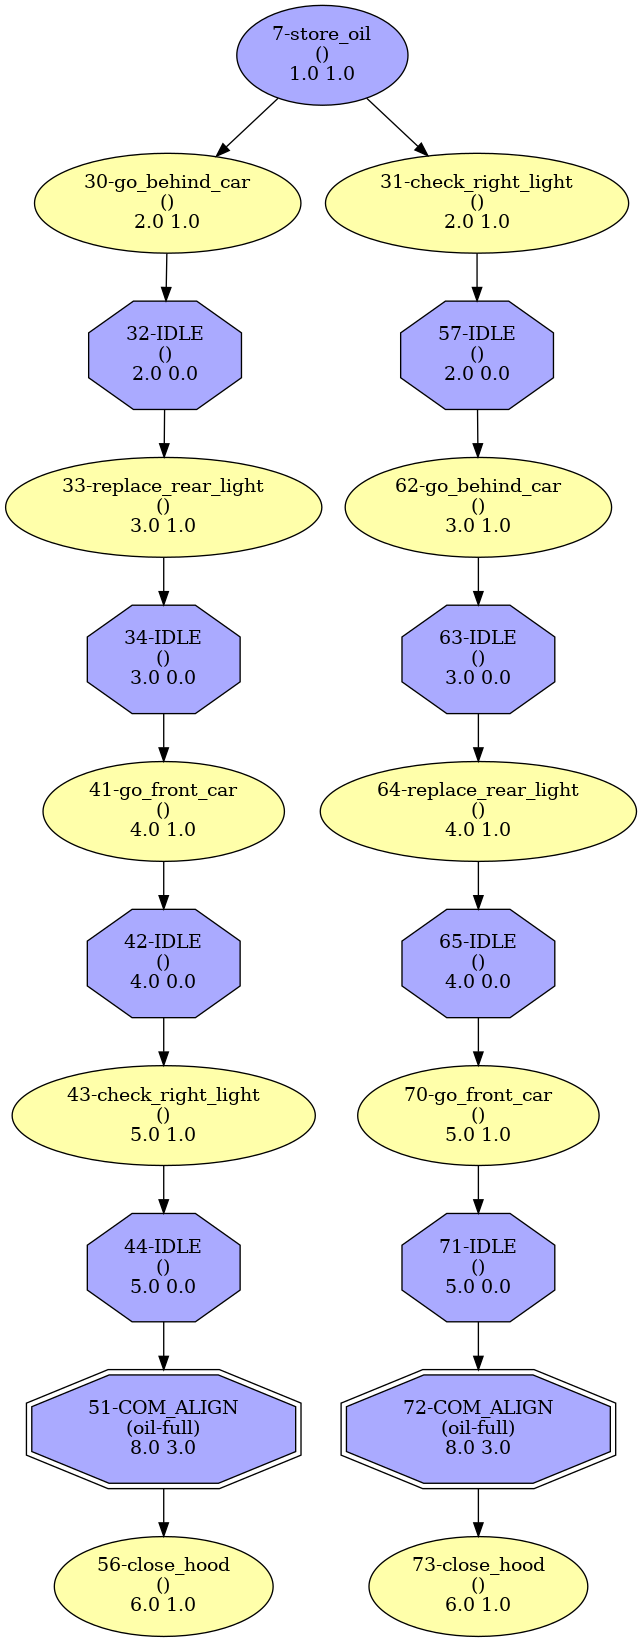 7-store_oil
()
1.0 1.0
30-go_behind_car
()
2.0 1.0
31-check_right_light
()
2.0 1.0
32-IDLE
()
2.0 0.0
57-IDLE
()
2.0 0.0
33-replace_rear_light
()
3.0 1.0
62-go_behind_car
()
3.0 1.0
34-IDLE
()
3.0 0.0
63-IDLE
()
3.0 0.0
41-go_front_car
()
4.0 1.0
64-replace_rear_light
()
4.0 1.0
42-IDLE
()
4.0 0.0
65-IDLE
()
4.0 0.0
43-check_right_light
()
5.0 1.0
70-go_front_car
()
5.0 1.0
44-IDLE
()
5.0 0.0
71-IDLE
()
5.0 0.0
51-COM_ALIGN
(oil-full)
8.0 3.0
72-COM_ALIGN
(oil-full)
8.0 3.0
56-close_hood
()
6.0 1.0
73-close_hood
()
6.0 1.0